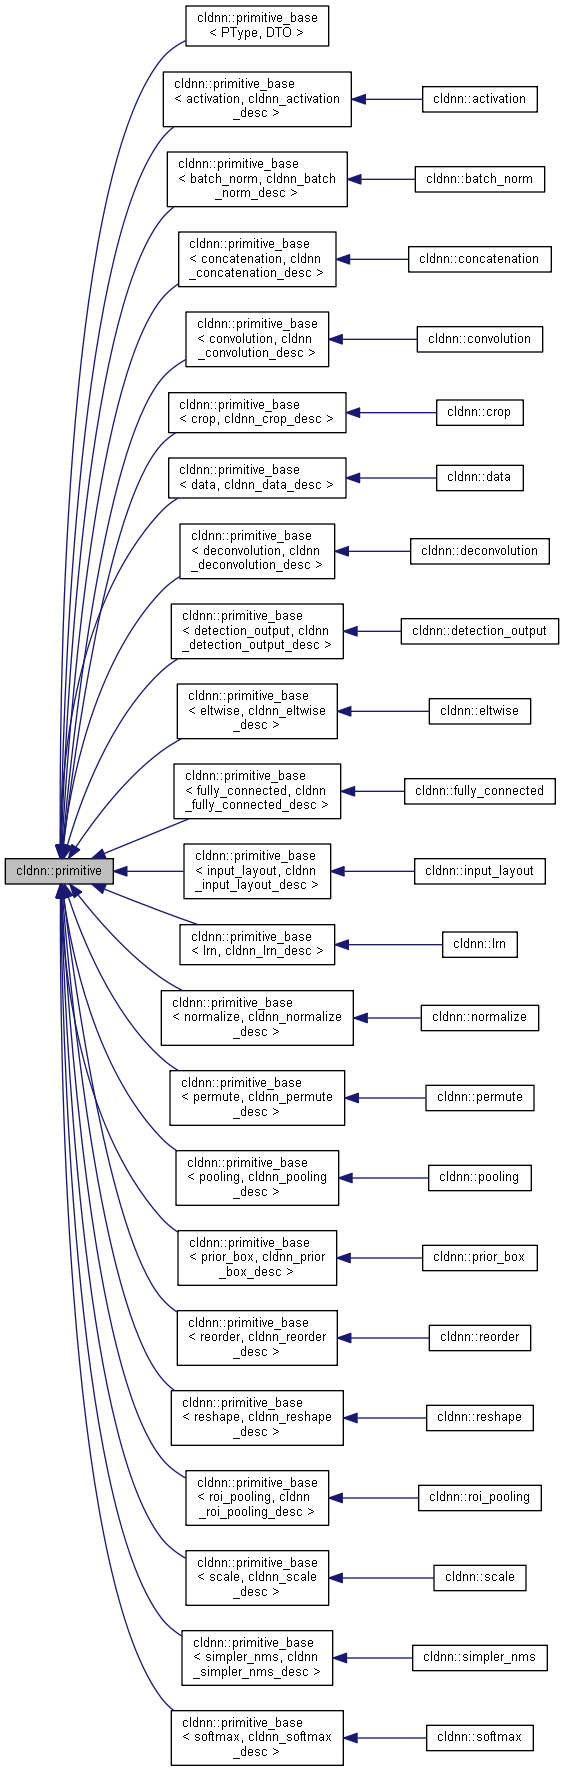 cldnn::primitive_base
< PType, DTO >
cldnn::primitive_base
< activation, cldnn_activation
_desc >
cldnn::activation
cldnn::primitive_base
< batch_norm, cldnn_batch
_norm_desc >
cldnn::batch_norm
cldnn::primitive_base
< concatenation, cldnn
_concatenation_desc >
cldnn::concatenation
cldnn::primitive_base
< convolution, cldnn
_convolution_desc >
cldnn::convolution
cldnn::primitive_base
< crop, cldnn_crop_desc >
cldnn::crop
cldnn::primitive_base
< data, cldnn_data_desc >
cldnn::data
cldnn::primitive_base
< deconvolution, cldnn
_deconvolution_desc >
cldnn::deconvolution
cldnn::primitive_base
< detection_output, cldnn
_detection_output_desc >
cldnn::detection_output
cldnn::primitive_base
< eltwise, cldnn_eltwise
_desc >
cldnn::eltwise
cldnn::primitive_base
< fully_connected, cldnn
_fully_connected_desc >
cldnn::fully_connected
cldnn::primitive
cldnn::primitive_base
< input_layout, cldnn
_input_layout_desc >
cldnn::input_layout
cldnn::primitive_base
< lrn, cldnn_lrn_desc >
cldnn::lrn
cldnn::primitive_base
< normalize, cldnn_normalize
_desc >
cldnn::normalize
cldnn::primitive_base
< permute, cldnn_permute
_desc >
cldnn::permute
cldnn::primitive_base
< pooling, cldnn_pooling
_desc >
cldnn::pooling
cldnn::primitive_base
< prior_box, cldnn_prior
_box_desc >
cldnn::prior_box
cldnn::primitive_base
< reorder, cldnn_reorder
_desc >
cldnn::reorder
cldnn::primitive_base
< reshape, cldnn_reshape
_desc >
cldnn::reshape
cldnn::primitive_base
< roi_pooling, cldnn
_roi_pooling_desc >
cldnn::roi_pooling
cldnn::primitive_base
< scale, cldnn_scale
_desc >
cldnn::scale
cldnn::primitive_base
< simpler_nms, cldnn
_simpler_nms_desc >
cldnn::simpler_nms
cldnn::primitive_base
< softmax, cldnn_softmax
_desc >
cldnn::softmax